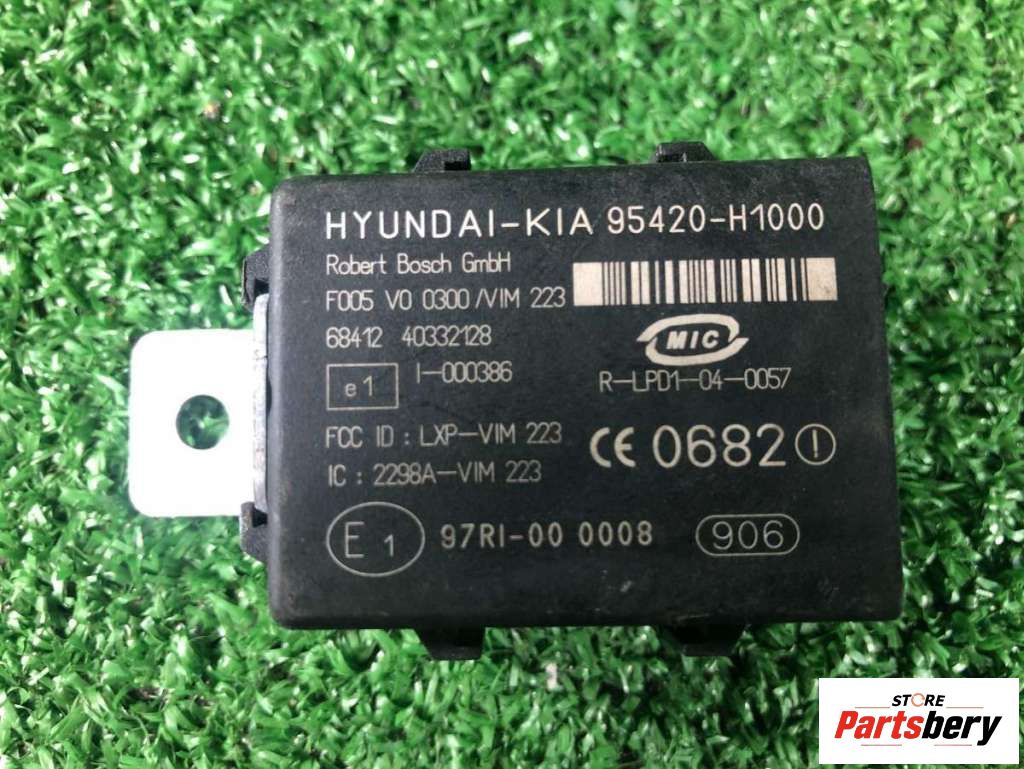 HYUNDAI-KIA 95420-H1000
Robert Bosch GmbH
F005 V0 0300/VIM 223
68412 40332128
MIC
e1 I-000386
R-LPD1-04-0057
FCC ID : LXP-VIM 223
CE 0682
IC : 2298A-VIM 223
E1 97RI-00 0008 906
STORE
Partsbery